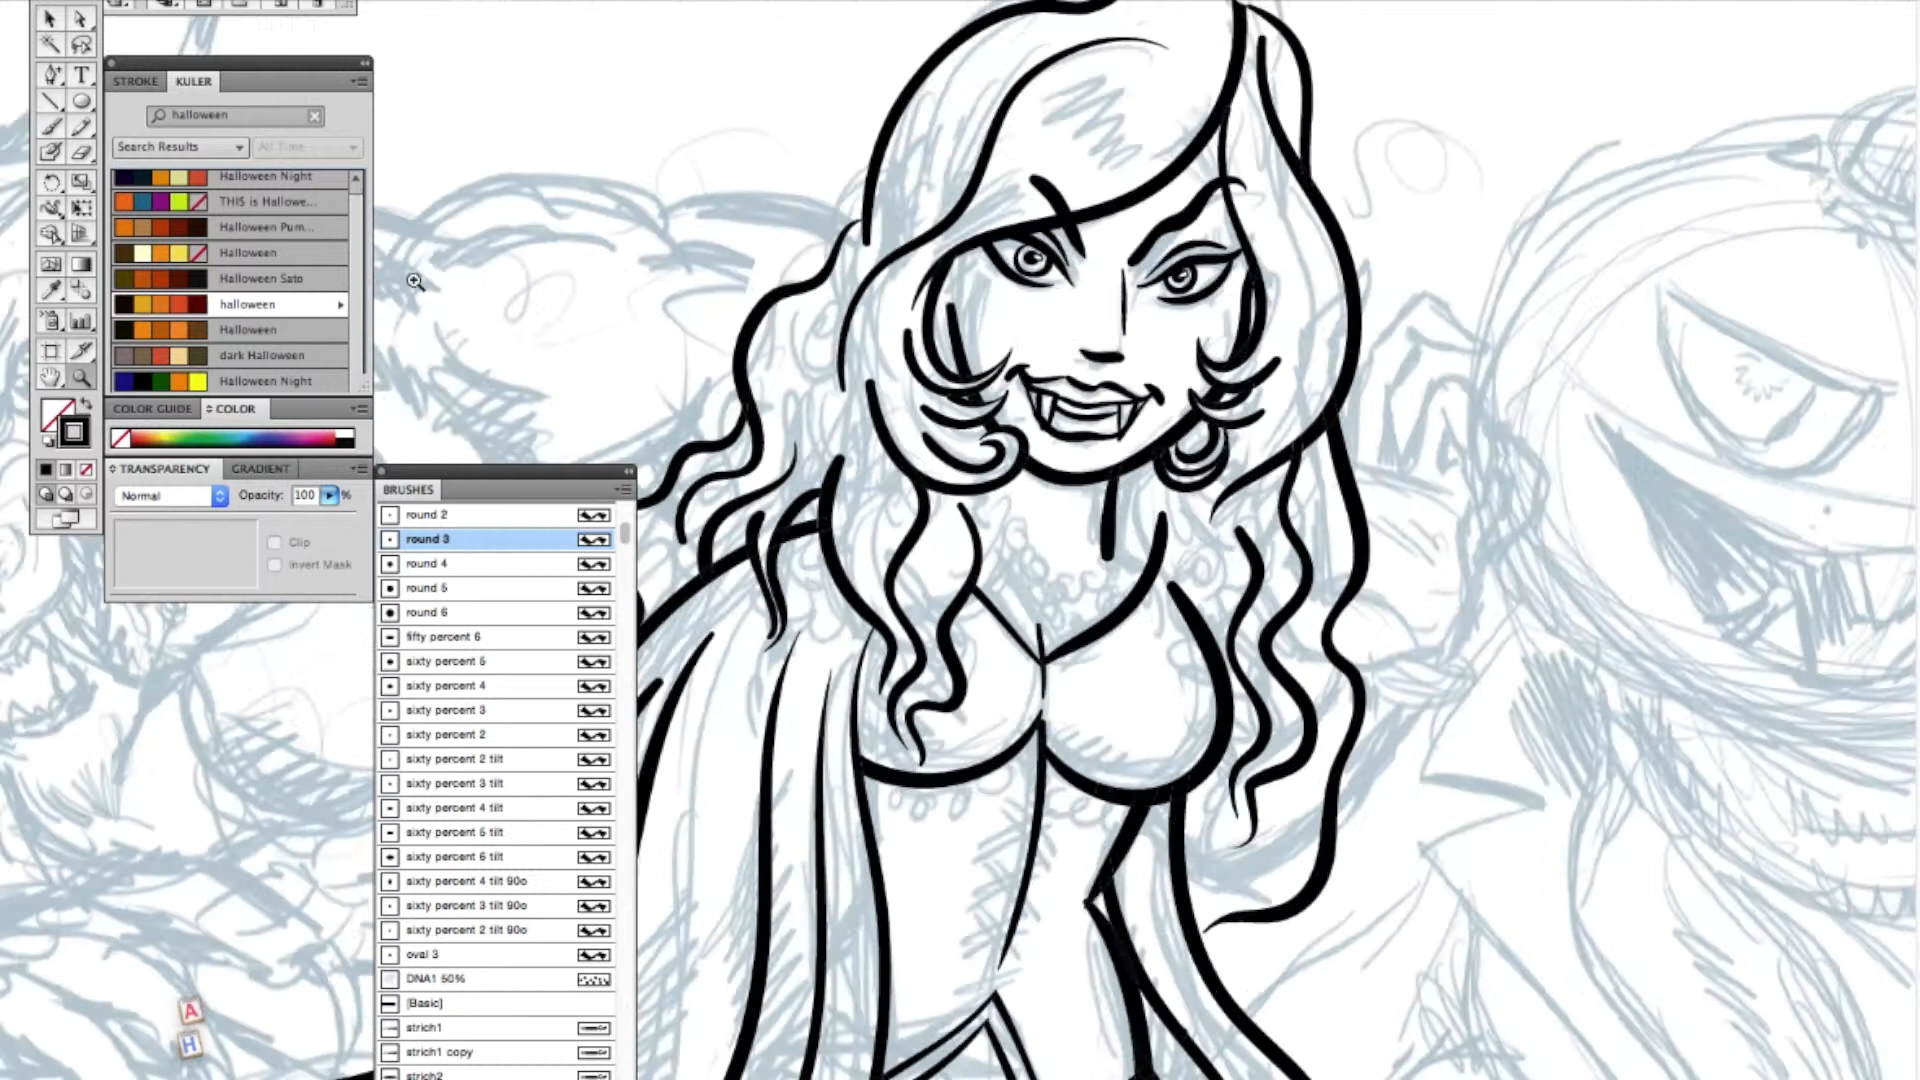 T
STROKE KULER
halloween
Search Results All Time
Halloween Night
THIS is Hallowe...
Halloween Pum...
Halloween
Halloween Sato
halloween
Halloween
dark Halloween
Halloween Night
COLOR GUIDE COLOR
TRANSPARENCY GRADIENT
Normal Opacity: 100 %
Clip
Invert Mask
BRUSHES
round 2
round 3
round 4
round 5
round 6
fifty percent 6
sixty percent 5
sixty percent 4
sixty percent 3
sixty percent 2
sixty percent 2 tilt
sixty percent 3 tilt
sixty percent 4 tilt
sixty percent 5 tilt
sixty percent 6 tilt
sixty percent 4 tilt 90o
sixty percent 3 tilt 90o
sixty percent 2 tilt 90o
oval 3
DNA1 50%
[Basic]
strich1
strich1 copy
strich2
A
H